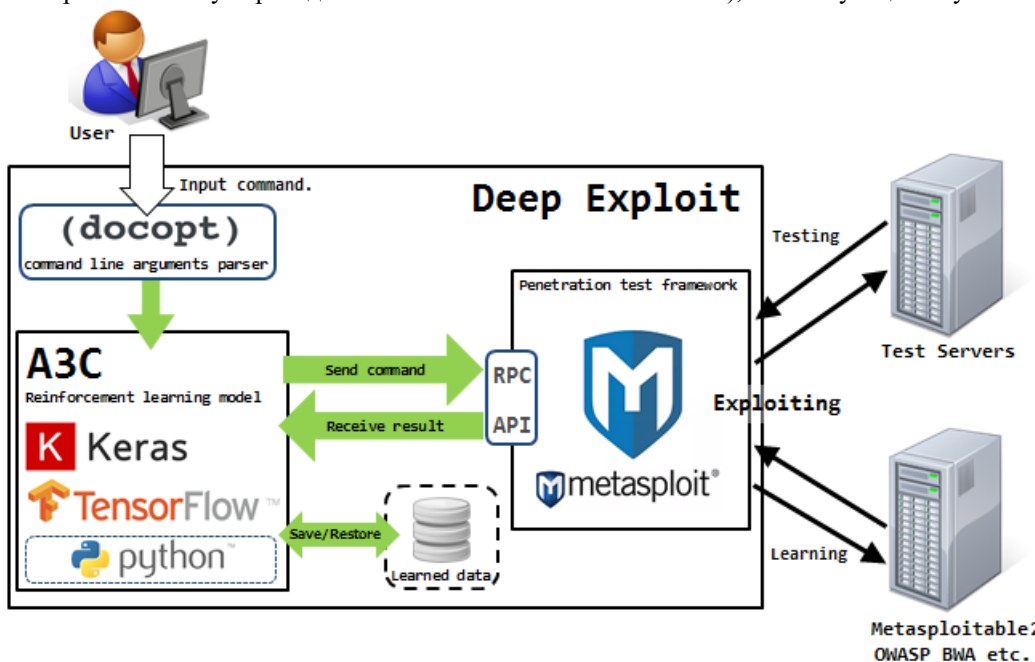 User
Input command.
Deep Exploit
(docopt)
command line arguments parser
Testing
Penetration test framework
Test Servers
A3C
Reinforcement learning model
Send command
RPC
K Keras
Receive result
API
Exploiting
TensorFlow™
metasploit®
Save/Restore
python™
Learned data
Learning
Metasploitable2
OWASP BWA etc.